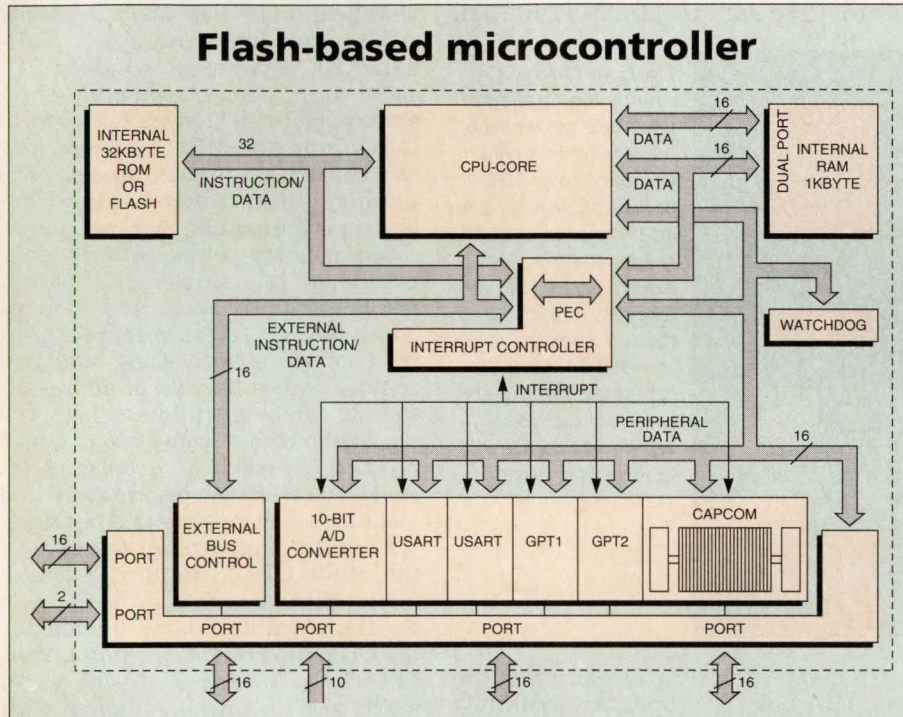 Flash-based microcontroller
INTERNAL
32KBYTE
ROM
OR
FLASH
32
INSTRUCTION/
DATA
CPU-CORE
16
DATA
16
DATA
DUAL PORT
INTERNAL
RAM
1KBYTE
PEC
INTERRUPT CONTROLLER
WATCHDOG
EXTERNAL
INSTRUCTION/
DATA
16
INTERRUPT
PERIPHERAL
DATA
16
EXTERNAL
BUS
CONTROL
10-BIT
A/D
CONVERTER
USART
USART
GPT1
GPT2
CAPCOM
16
PORT
2
PORT
PORT
PORT
PORT
PORT
16
10
16
16